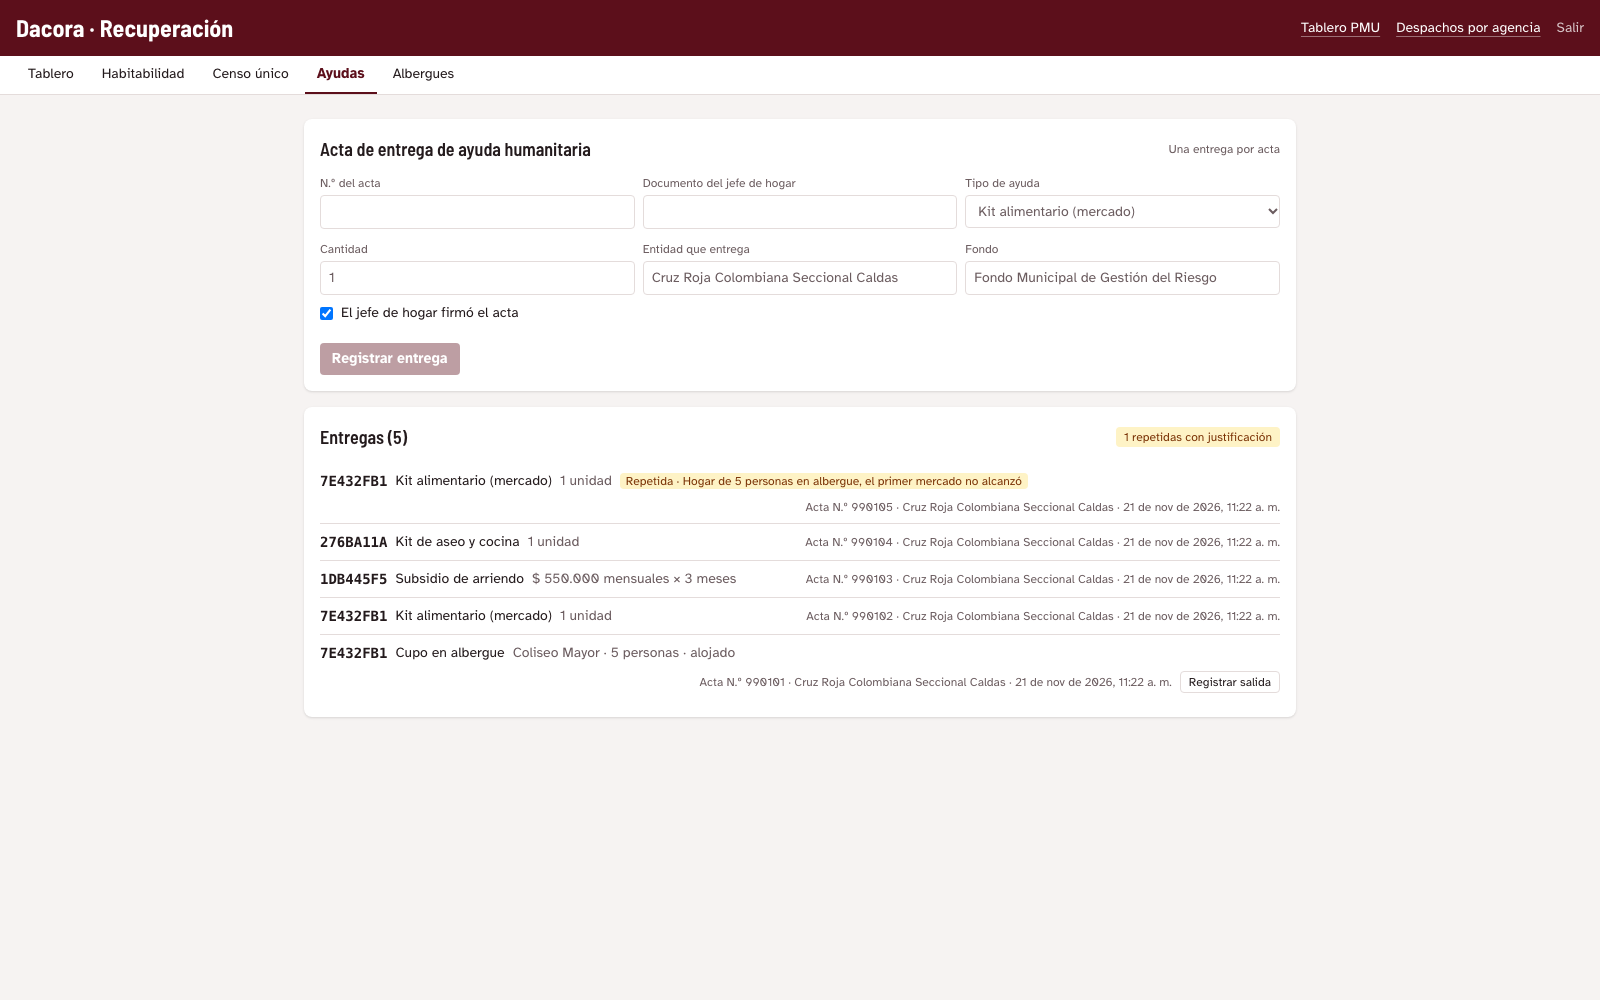 Dacora · Recuperación
Tablero PMU Despachos por agencia Salir
Tablero Habitabilidad Censo único Ayudas Albergues
Acta de entrega de ayuda humanitaria
Una entrega por acta
N.° del acta Documento del jefe de hogar Tipo de ayuda
Kit alimentario (mercado)
Cantidad Entidad que entrega Fondo
1 Cruz Roja Colombiana Seccional Caldas Fondo Municipal de Gestión del Riesgo
El jefe de hogar firmó el acta
Registrar entrega
Entregas (5)
1 repetidas con justificación
7E432FB1 Kit alimentario (mercado) 1 unidad Repetida · Hogar de 5 personas en albergue, el primer mercado no alcanzó
Acta N.° 990105 · Cruz Roja Colombiana Seccional Caldas · 21 de nov de 2026, 11:22 a. m.
276BA11A Kit de aseo y cocina 1 unidad Acta N.° 990104 · Cruz Roja Colombiana Seccional Caldas · 21 de nov de 2026, 11:22 a. m.
1DB445F5 Subsidio de arriendo $ 550.000 mensuales × 3 meses Acta N.° 990103 · Cruz Roja Colombiana Seccional Caldas · 21 de nov de 2026, 11:22 a. m.
7E432FB1 Kit alimentario (mercado) 1 unidad Acta N.° 990102 · Cruz Roja Colombiana Seccional Caldas · 21 de nov de 2026, 11:22 a. m.
7E432FB1 Cupo en albergue Coliseo Mayor · 5 personas · alojado
Acta N.° 990101 · Cruz Roja Colombiana Seccional Caldas · 21 de nov de 2026, 11:22 a. m. Registrar salida